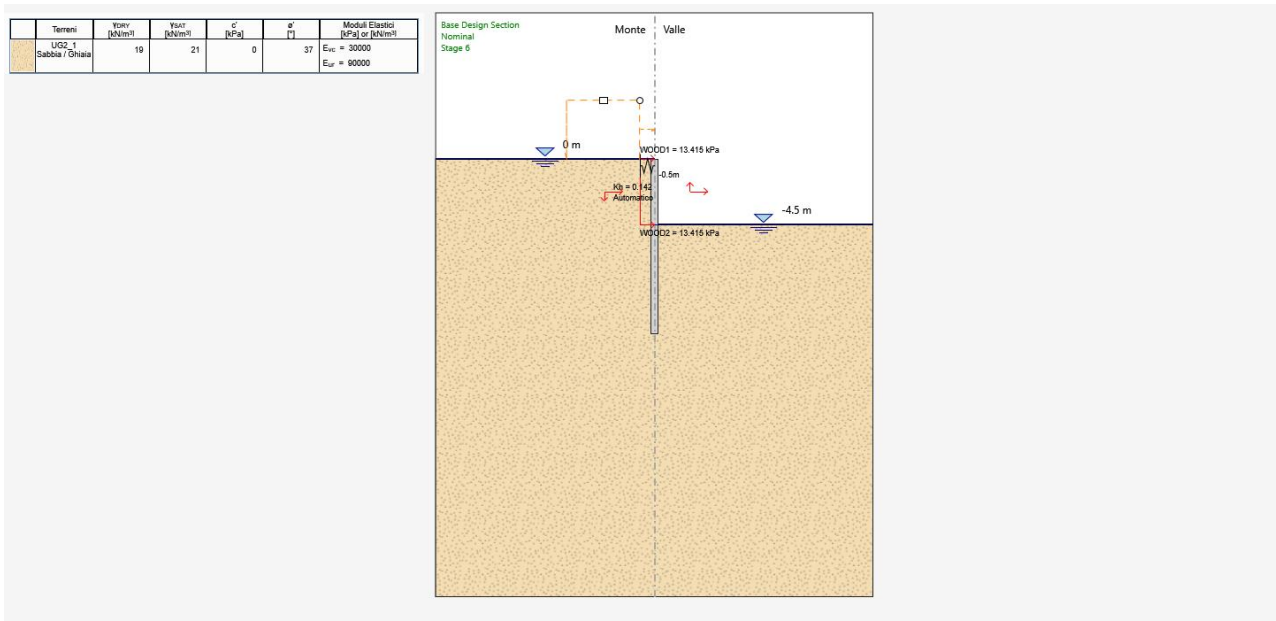 Terreni γDRY [kN/m³] γSAT [kN/m³] c' [kPa] ø' [°] Moduli Elastici [kPa] or [kN/m³]
UG2_1 Sabbia / Ghiaia 19 21 0 37 Evc = 30000
Eur = 90000
Base Design Section
Nominal
Stage 6
Monte Valle
0 m
WOOD1 = 13.415 kPa
-0.5m
Kh = 0.142
Automatico
-4.5 m
WOOD2 = 13.415 kPa